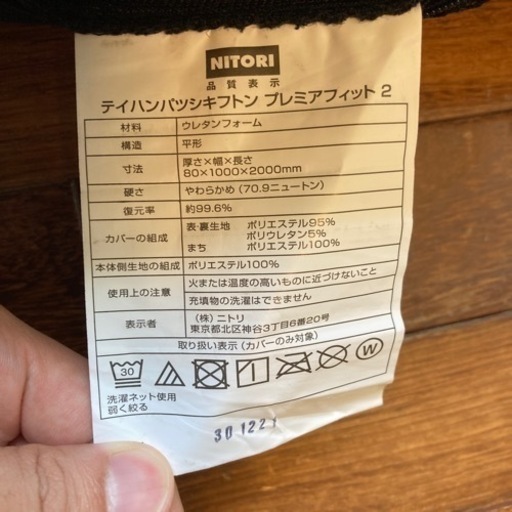 NITORI
品質表示
テイハンパツシキフトン プレミアフィット 2
材料 ウレタンフォーム
構造 平形
寸法 厚さ×幅×長さ
80×1000×2000mm
硬さ やわらかめ (70.9ニュートン)
復元率 約99.6%
カバーの組成 表・裏生地 ポリエステル95%
ポリウレタン5%
まち ポリエステル100%
本体側生地の組成 ポリエステル100%
使用上の注意 火または温度の高いものに近づけないこと
充填物の洗濯はできません
表示者 (株) ニトリ
東京都北区神谷3丁目6番20号
取り扱い表示 (カバーのみ対象)
30 W
洗濯ネット使用
弱く絞る
30 1221